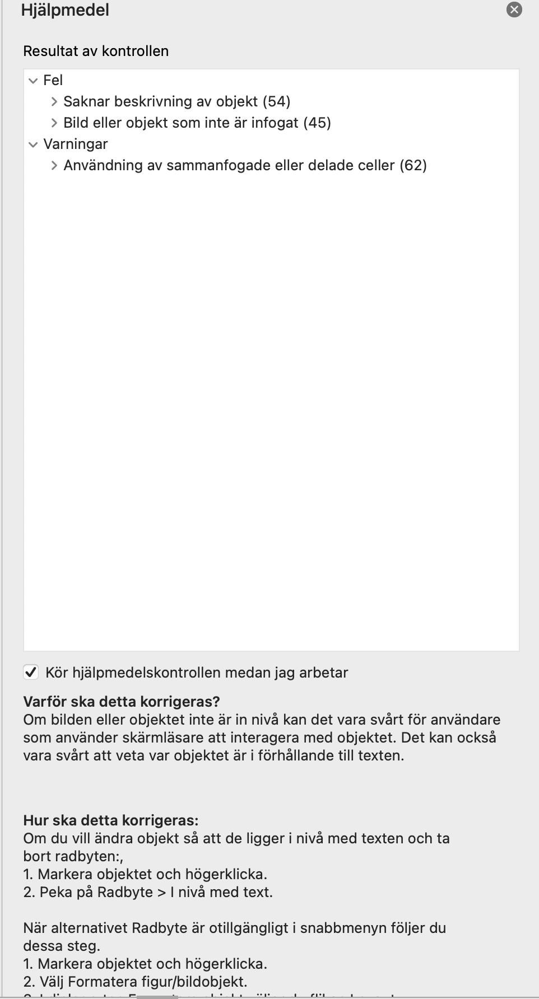 Hjälpmedel
Resultat av kontrollen
Fel
Saknar beskrivning av objekt (54)
Bild eller objekt som inte är infogat (45)
Varningar
Användning av sammanfogade eller delade celler (62)
Kör hjälpmedelskontrollen medan jag arbetar
Varför ska detta korrigeras?
Om bilden eller objektet inte är in nivå kan det vara svårt för användare
som använder skärmläsare att interagera med objektet. Det kan också
vara svårt att veta var objektet är i förhållande till texten.
Hur ska detta korrigeras:
Om du vill ändra objekt så att de ligger i nivå med texten och ta
bort radbyten:,
1. Markera objektet och högerklicka.
2. Peka på Radbyte > I nivå med text.
När alternativet Radbyte är otillgängligt i snabbmenyn följer du
dessa steg.
1. Markera objektet och högerklicka.
2. Välj Formatera figur/bildobjekt.